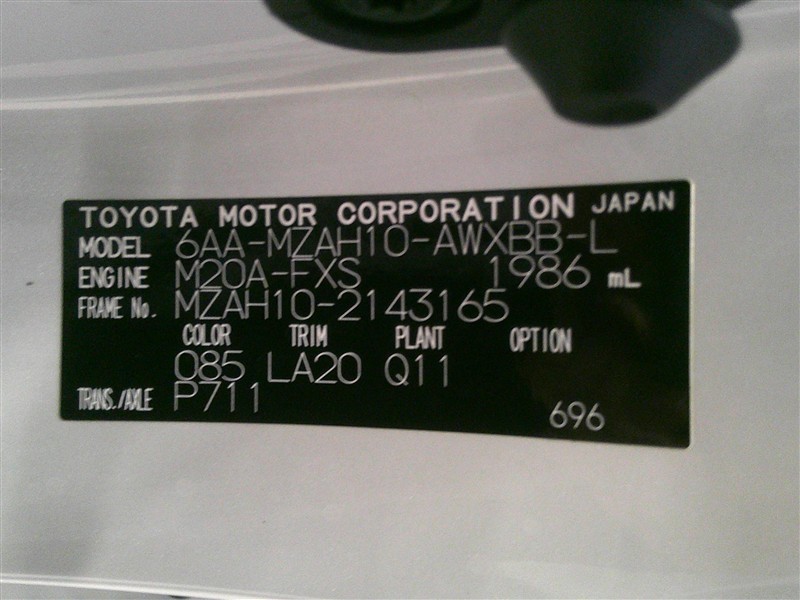 TOYOTA MOTOR CORPORATION JAPAN
MODEL 6AA-MZAH10-AWXBB-L
ENGINE M20A-FXS 1986 mL
FRAME No. MZAH10-2143165
COLOR TRIM PLANT OPTION
085 LA20 Q11
TRANS./AXLE P711
696